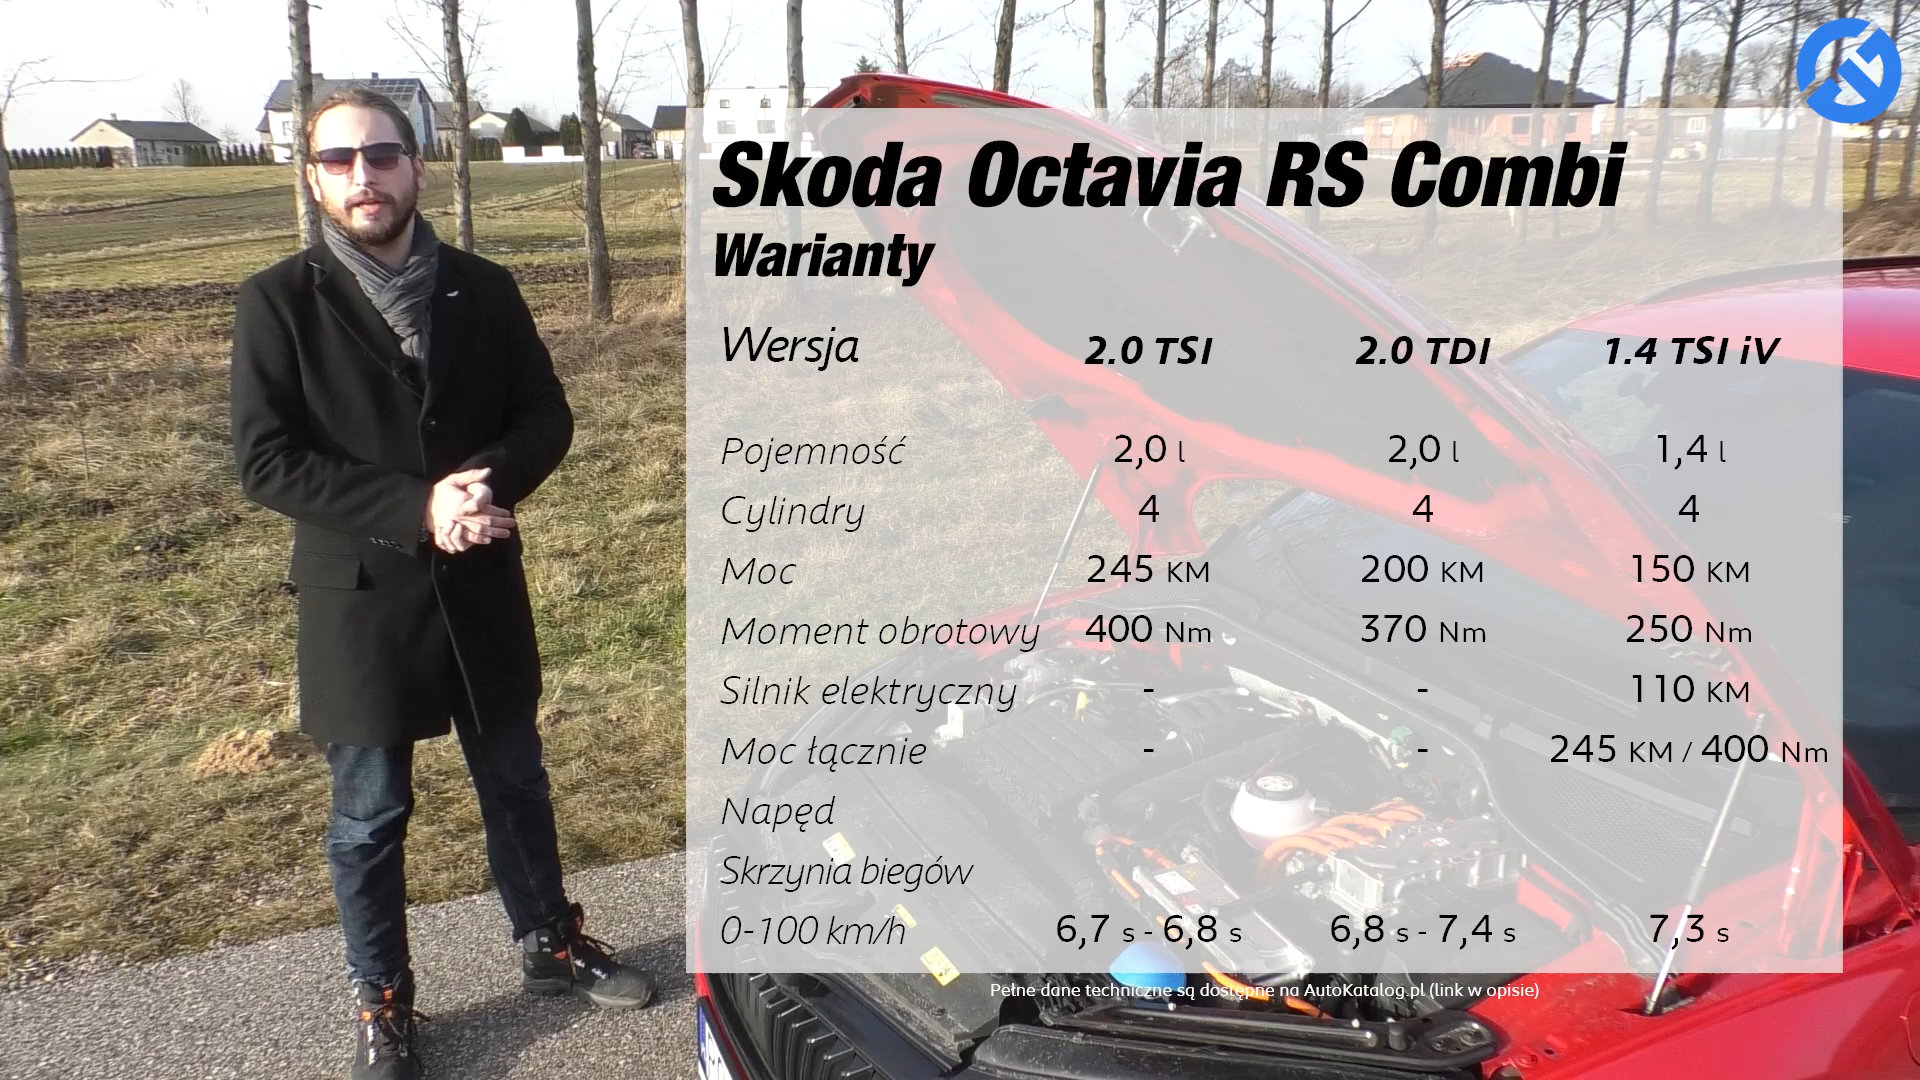 Skoda Octavia RS Combi
Warianty
Wersja 2.0 TSI 2.0 TDI 1.4 TSI iV
Pojemność 2,0 l 2,0 l 1,4 l
Cylindry 4 4 4
Moc 245 KM 200 KM 150 KM
Moment obrotowy 400 Nm 370 Nm 250 Nm
Silnik elektryczny - - 110 KM
Moc łącznie - - 245 KM / 400 Nm
Napęd
Skrzynia biegów
0-100 km/h 6,7 s - 6,8 s 6,8 s - 7,4 s 7,3 s
Pełne dane techniczne są dostępne na AutoKatalog.pl (link w opisie)